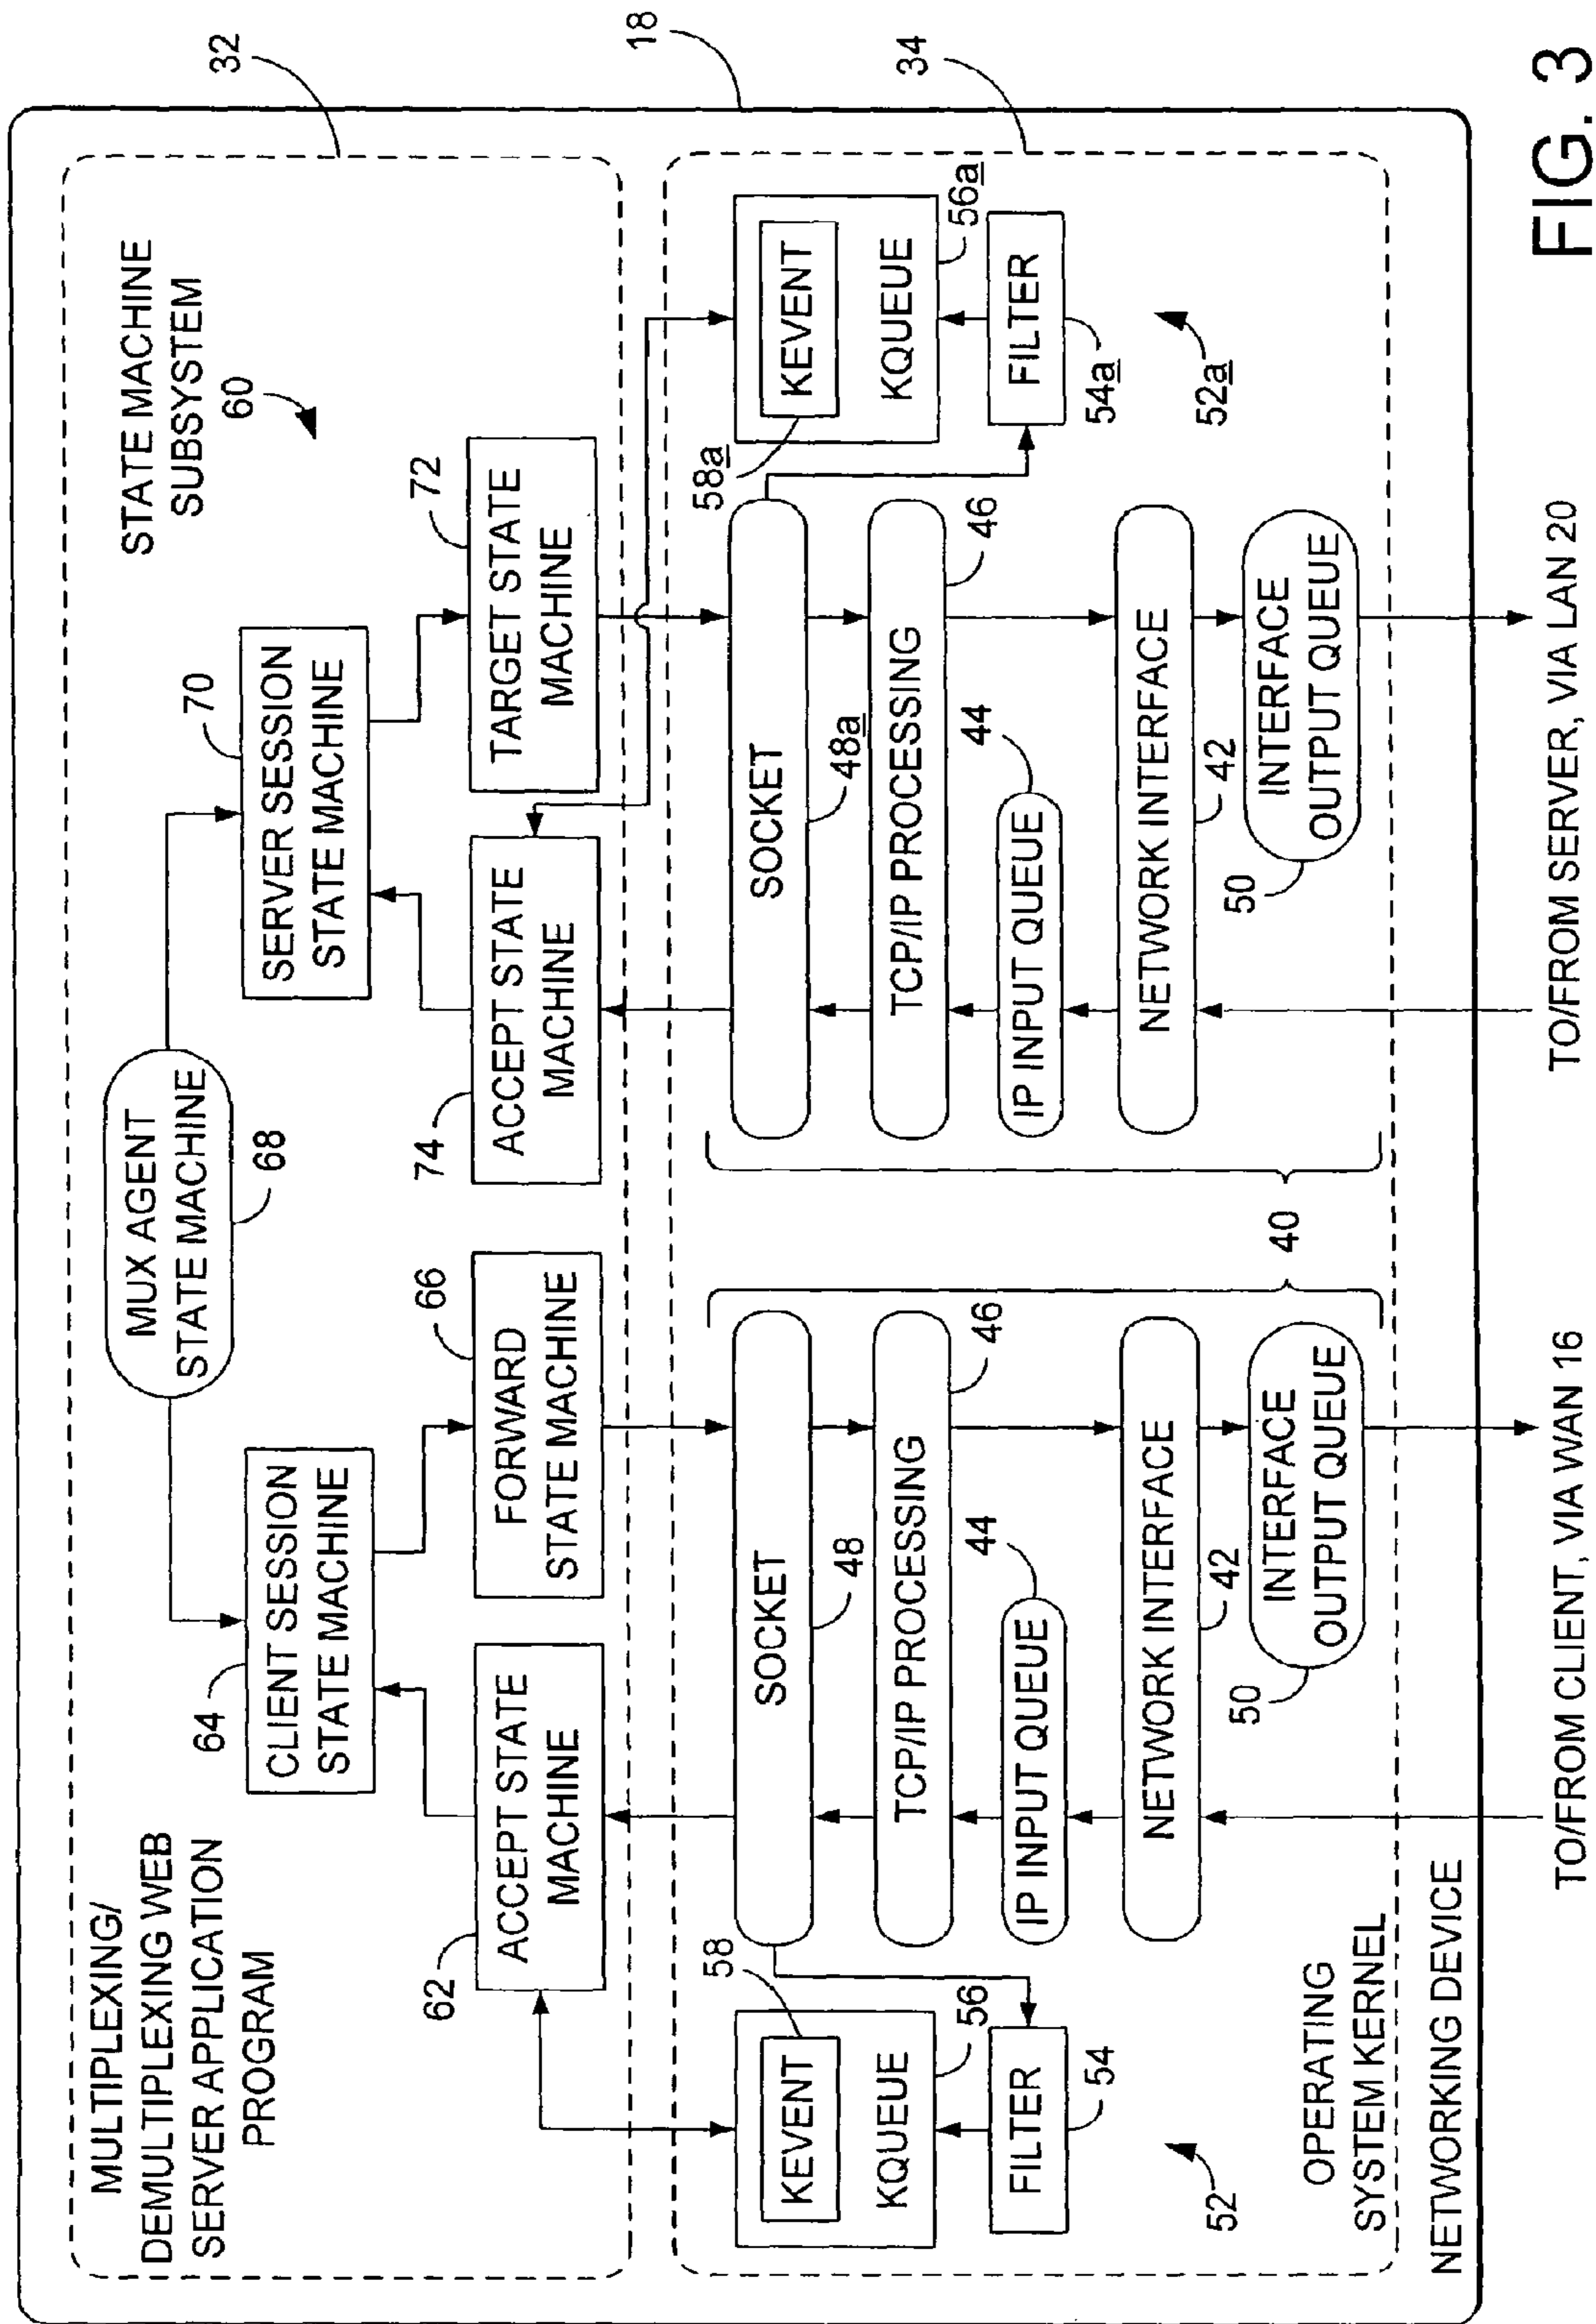 MULTIPLEXING/
DEMULTIPLEXING WEB
SERVER APPLICATION
PROGRAM
MUX AGENT
STATE MACHINE
68
STATE MACHINE
SUBSYSTEM
60
32
18
64
CLIENT SESSION
STATE MACHINE
70
SERVER SESSION
STATE MACHINE
62
ACCEPT STATE
MACHINE
66
FORWARD
STATE MACHINE
74
ACCEPT STATE
MACHINE
72
TARGET STATE
MACHINE
34
58
KEVENT
KQUEUE
56
FILTER
54
52
SOCKET
48
TCP/IP PROCESSING
46
IP INPUT QUEUE
44
NETWORK INTERFACE
42
INTERFACE
OUTPUT QUEUE
50
40
SOCKET
48a
TCP/IP PROCESSING
46
IP INPUT QUEUE
44
NETWORK INTERFACE
42
INTERFACE
OUTPUT QUEUE
50
58a
KEVENT
KQUEUE
56a
FILTER
54a
52a
OPERATING
SYSTEM KERNEL
NETWORKING DEVICE
TO/FROM CLIENT, VIA WAN 16
TO/FROM SERVER, VIA LAN 20
FIG. 3